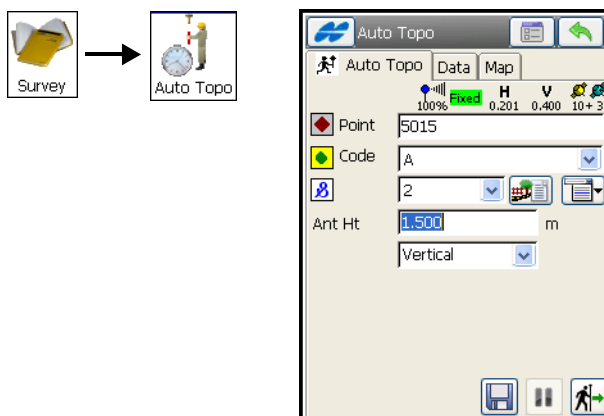 Survey
Auto Topo
Auto Topo
Auto Topo Data Map
100% Fixed H 0.201 V 0.400 10+ 3
Point 5015
Code A
2
Ant Ht 1.500 m
Vertical